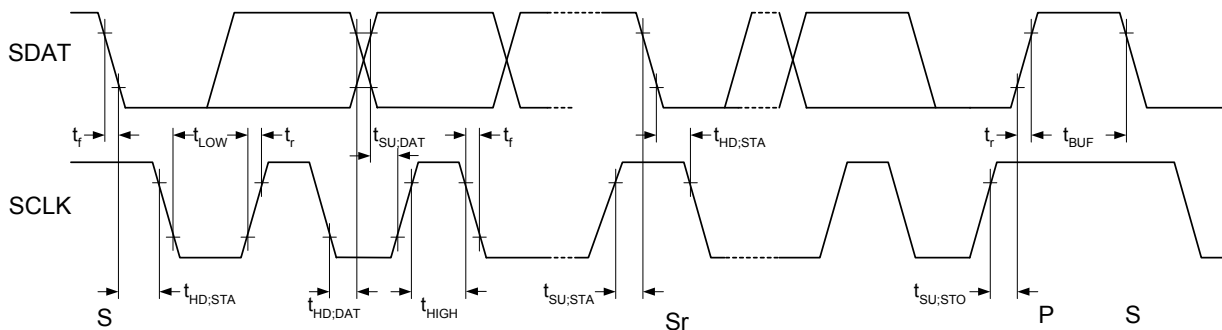 SDAT
t_f t_LOW t_r t_SU;DAT t_f t_HD;STA t_r t_BUF
SCLK
t_HD;STA t_HD;DAT t_HIGH t_SU;STA t_SU;STO
S Sr P S